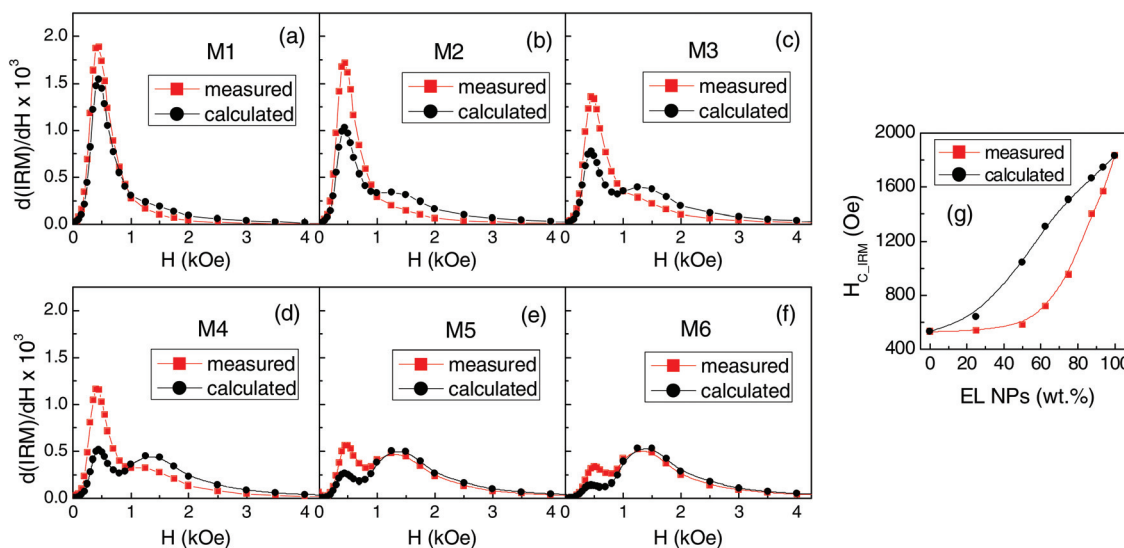 (a)
M1
measured
calculated
2.0
1.5
1.0
0.5
0.0
d(IRM)/dH x 10³
0 1 2 3 4
H (kOe)
(b)
M2
measured
calculated
0 1 2 3 4
H (kOe)
(c)
M3
measured
calculated
0 1 2 3 4
H (kOe)
(d)
M4
measured
calculated
2.0
1.5
1.0
0.5
0.0
d(IRM)/dH x 10³
0 1 2 3 4
H (kOe)
(e)
M5
measured
calculated
0 1 2 3 4
H (kOe)
(f)
M6
measured
calculated
0 1 2 3 4
H (kOe)
measured
calculated
(g)
2000
1600
1200
800
400
H_C_IRM (Oe)
0 20 40 60 80 100
EL NPs (wt.%)